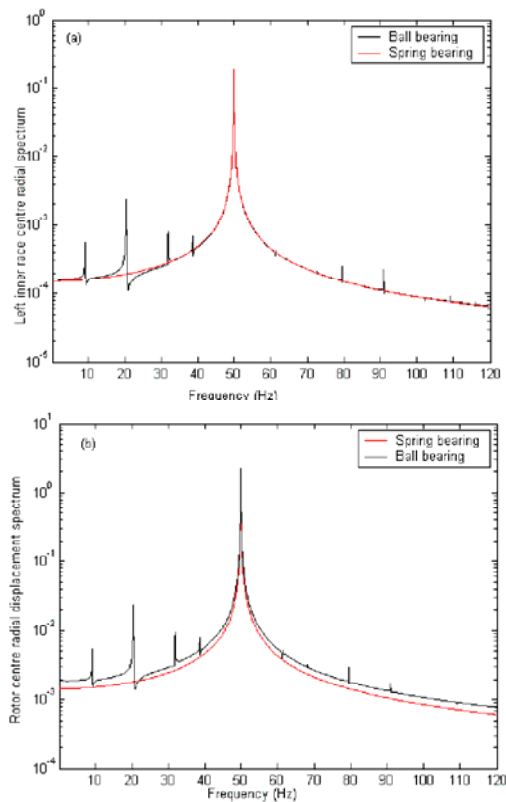 (a)
Ball bearing
Spring bearing
10^0
10^-1
10^-2
10^-3
10^-4
10^-5
Left inner race centre radial spectrum
10 20 30 40 50 60 70 80 90 100 110 120
Frequency (Hz)
(b)
Spring bearing
Ball bearing
10^1
10^0
10^-1
10^-2
10^-3
10^-4
Rotor centre radial displacement spectrum
10 20 30 40 50 60 70 80 90 100 110 120
Frequency (Hz)